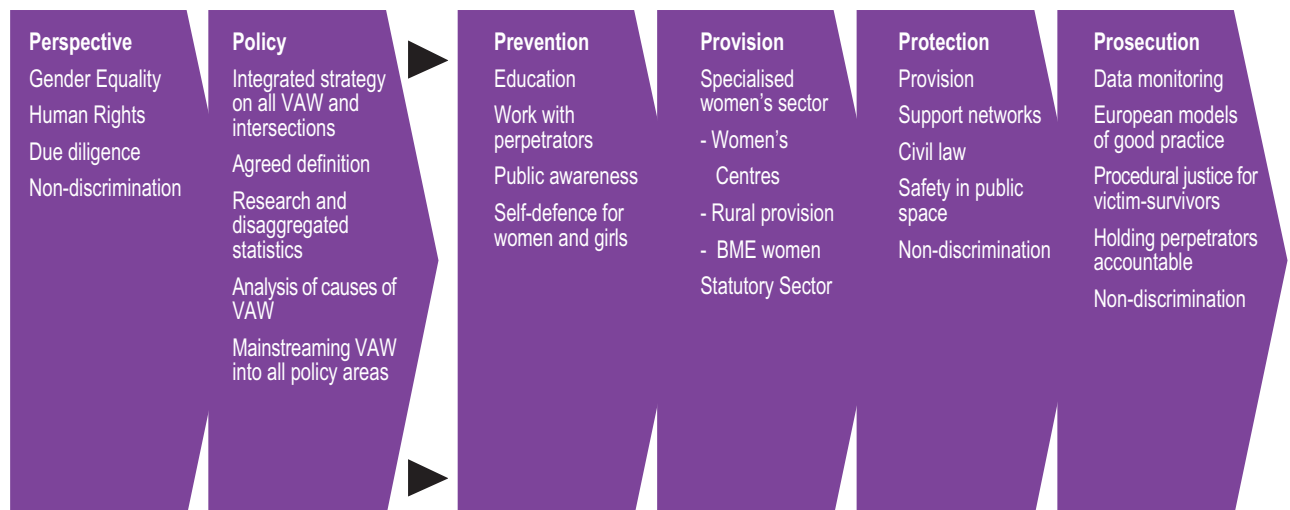 Perspective
Gender Equality
Human Rights
Due diligence
Non-discrimination
Policy
Integrated strategy
on all VAW and
intersections
Agreed definition
Research and
disaggregated
statistics
Analysis of causes of
VAW
Mainstreaming VAW
into all policy areas
Prevention
Education
Work with
perpetrators
Public awareness
Self-defence for
women and girls
Provision
Specialised
women’s sector
- Women’s
Centres
- Rural provision
- BME women
Statutory Sector
Protection
Provision
Support networks
Civil law
Safety in public
space
Non-discrimination
Prosecution
Data monitoring
European models
of good practice
Procedural justice for
victim-survivors
Holding perpetrators
accountable
Non-discrimination